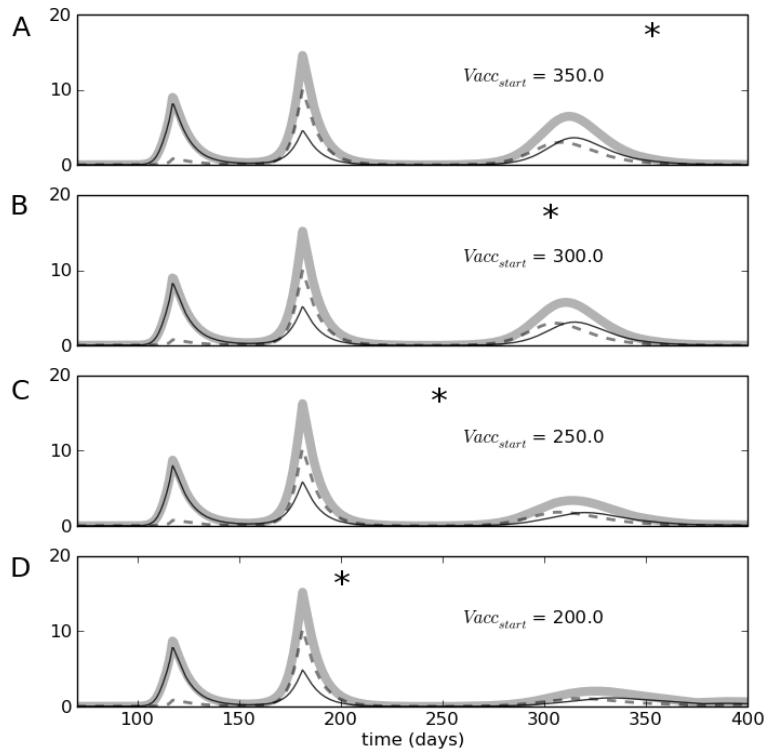 A
20
*
10
Vacc_start = 350.0
0
B
20
*
10
Vacc_start = 300.0
0
C
20
*
10
Vacc_start = 250.0
0
D
20
*
10
Vacc_start = 200.0
0
100 150 200 250 300 350 400
time (days)